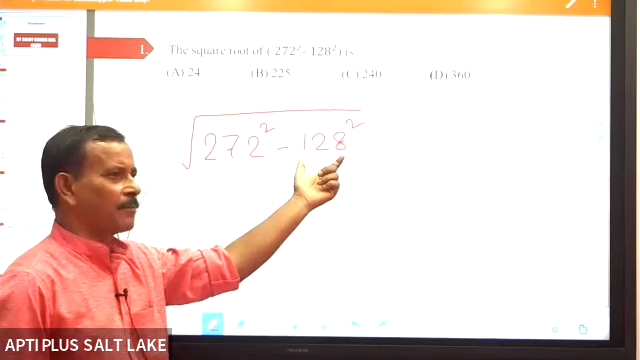 1. The square root of (272² - 128²) is
(A) 24 (B) 225 (C) 240 (D) 360
√272² - 128²
APTI PLUS SALT LAKE